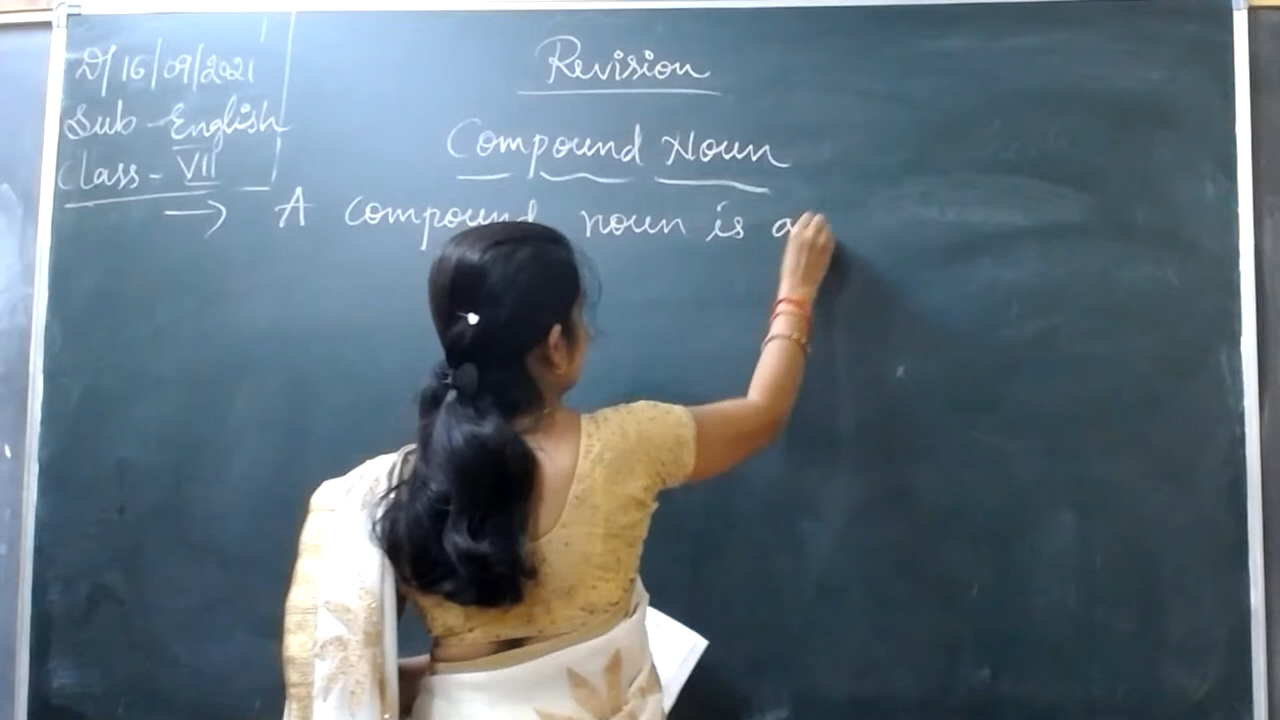 D/16/09/2021
Sub - English
Class - VII
Revision
Compound Noun
→ A compound noun is a